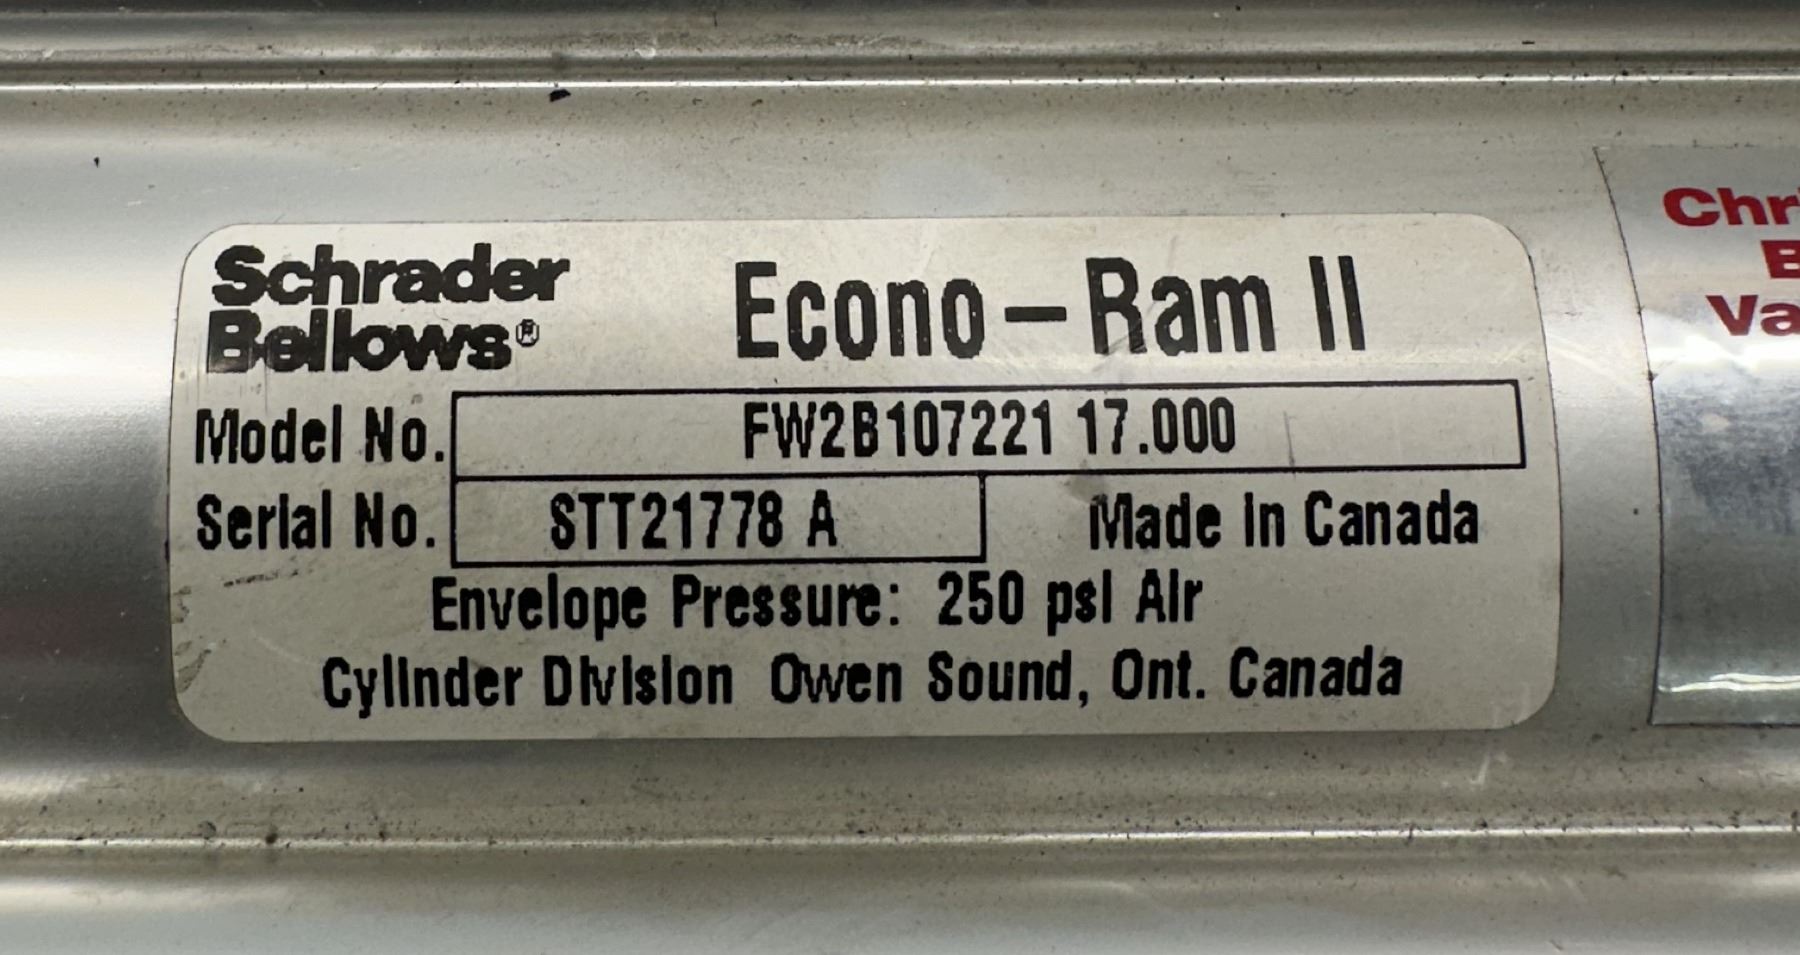 Schrader
Bellows®
Econo-Ram II
Model No. FW2B107221 17.000
Serial No. STT21778 A Made In Canada
Envelope Pressure: 250 psi Air
Cylinder Division Owen Sound, Ont. Canada